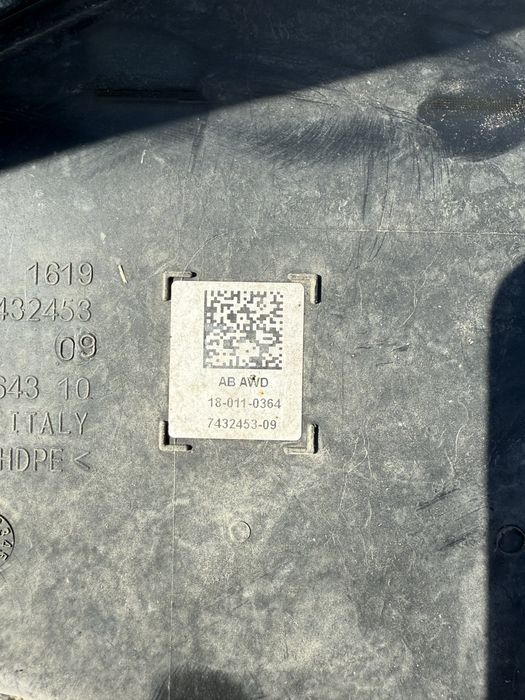 1619
432453
09
643 10
ITALY
HDPE<
AB AWD
18-011-0364
7432453-09